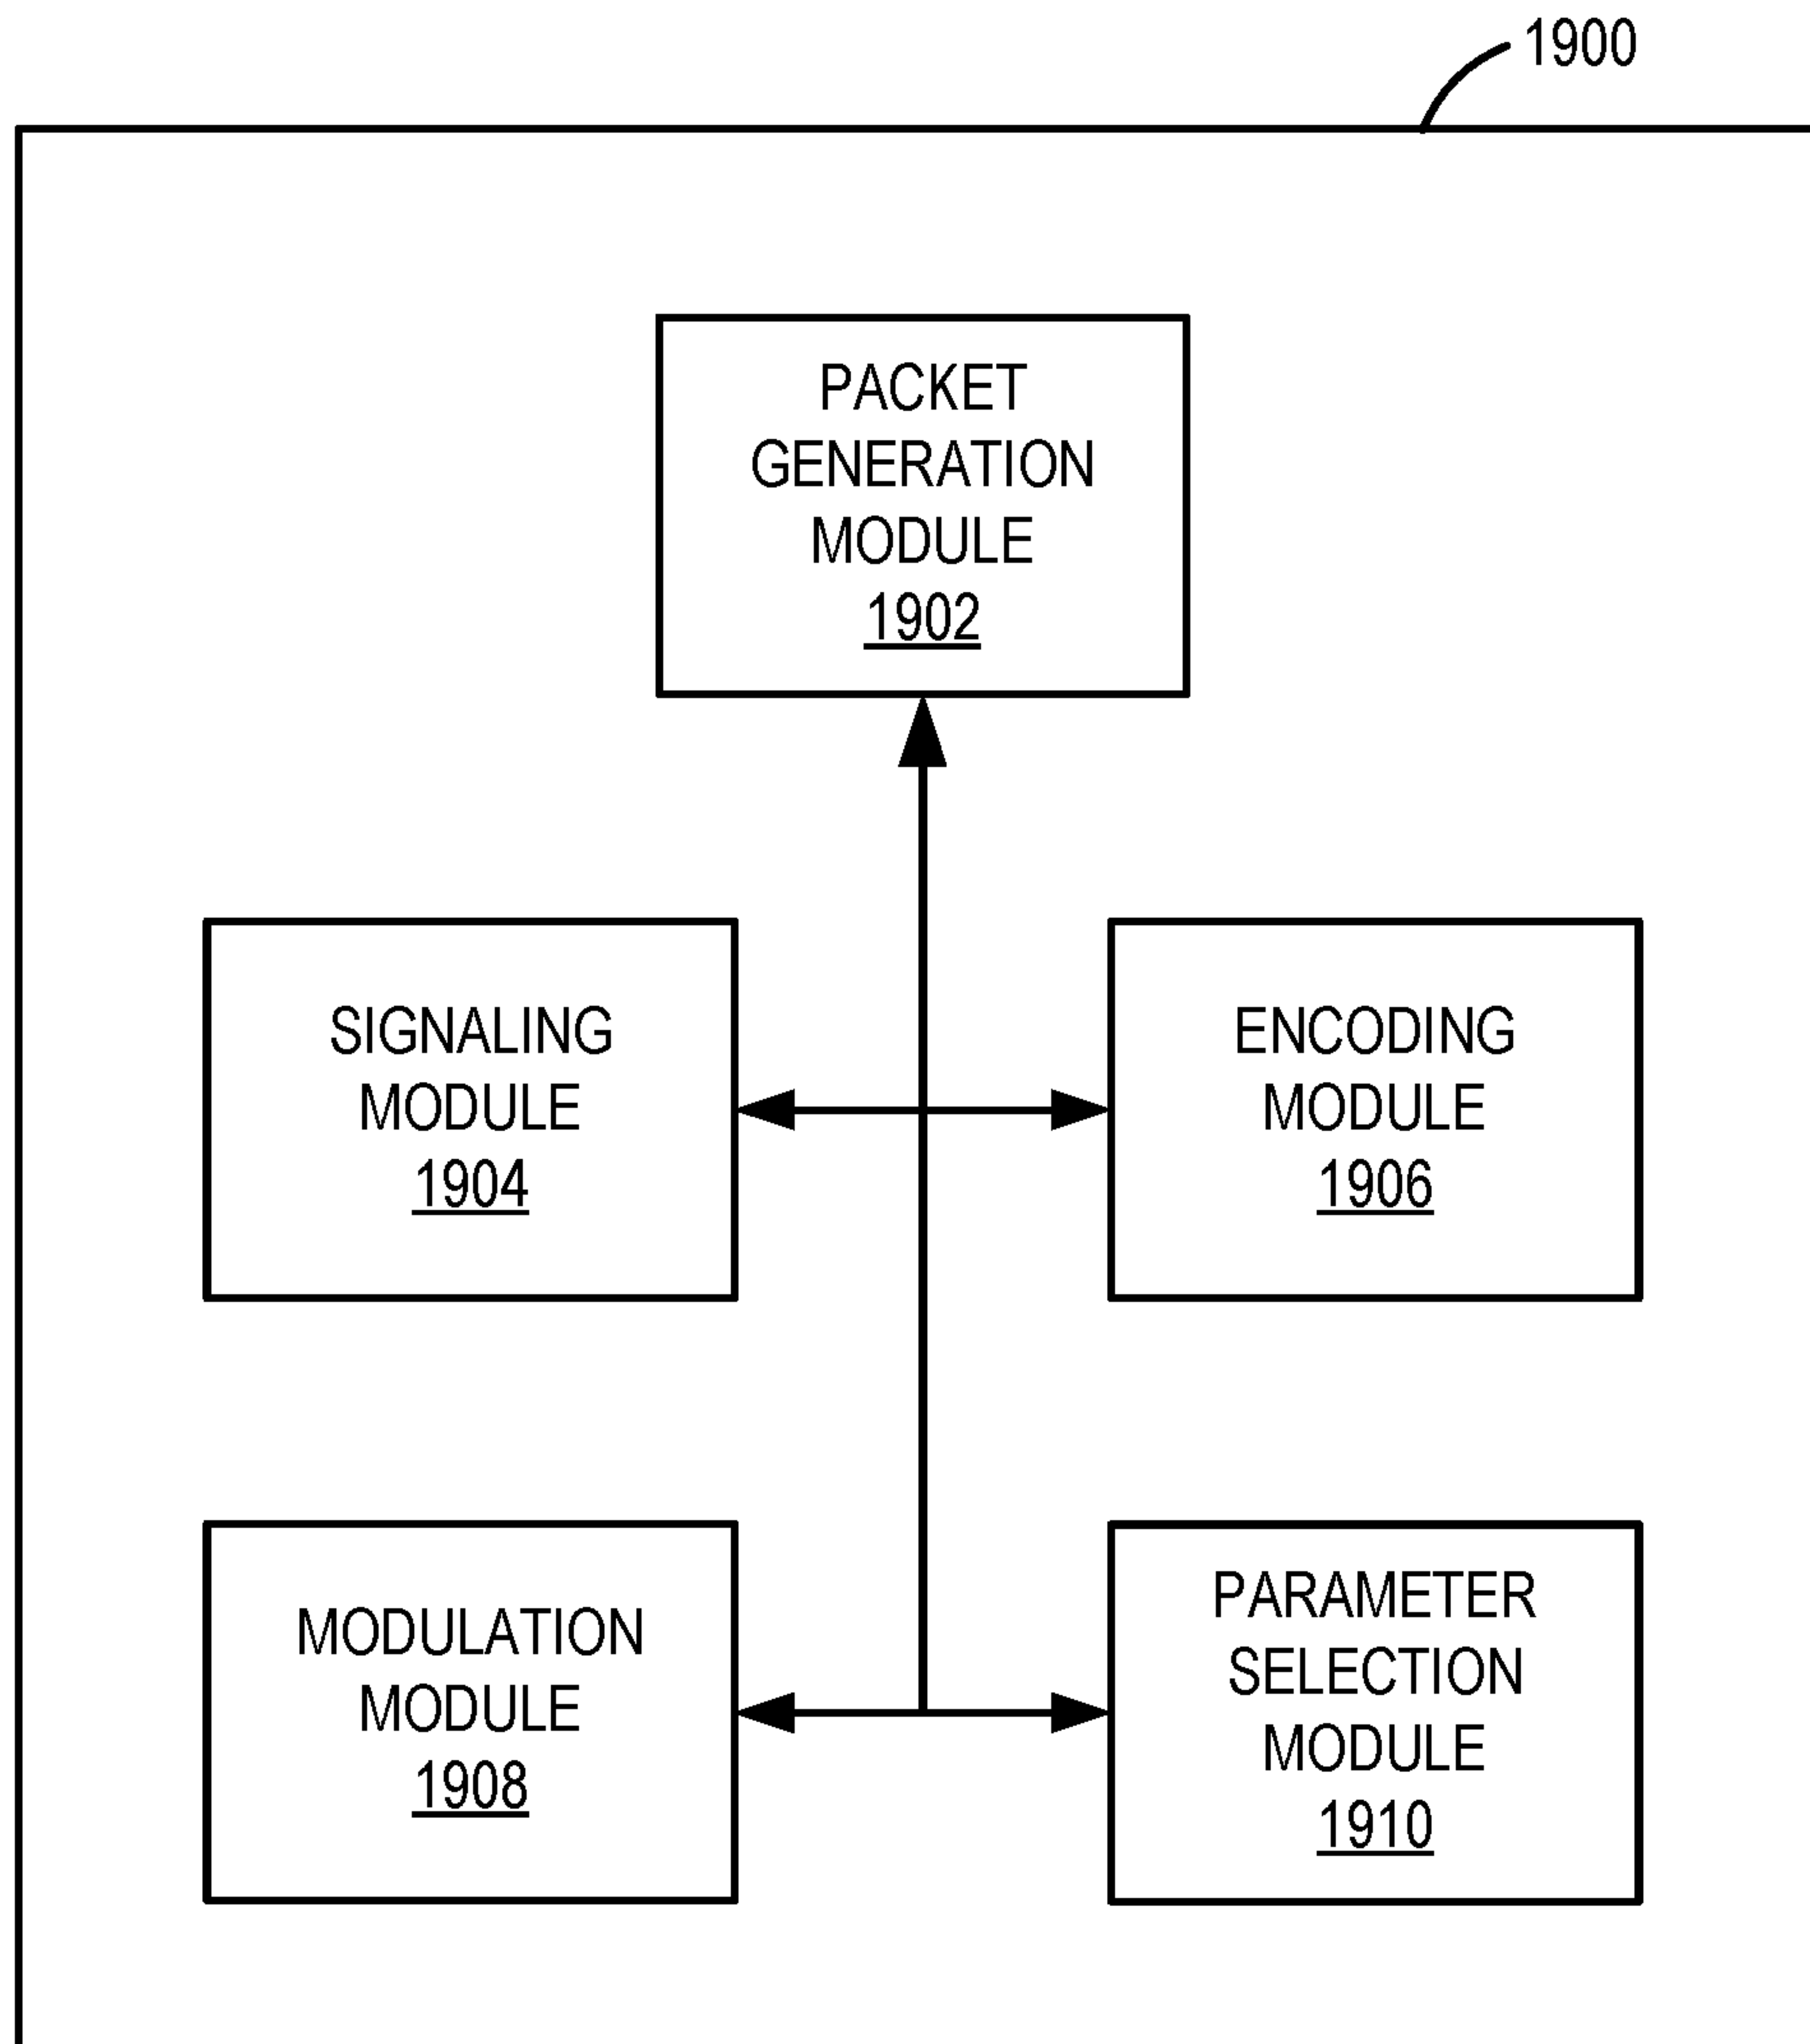 1900
PACKET
GENERATION
MODULE
1902
SIGNALING
MODULE
1904
ENCODING
MODULE
1906
MODULATION
MODULE
1908
PARAMETER
SELECTION
MODULE
1910